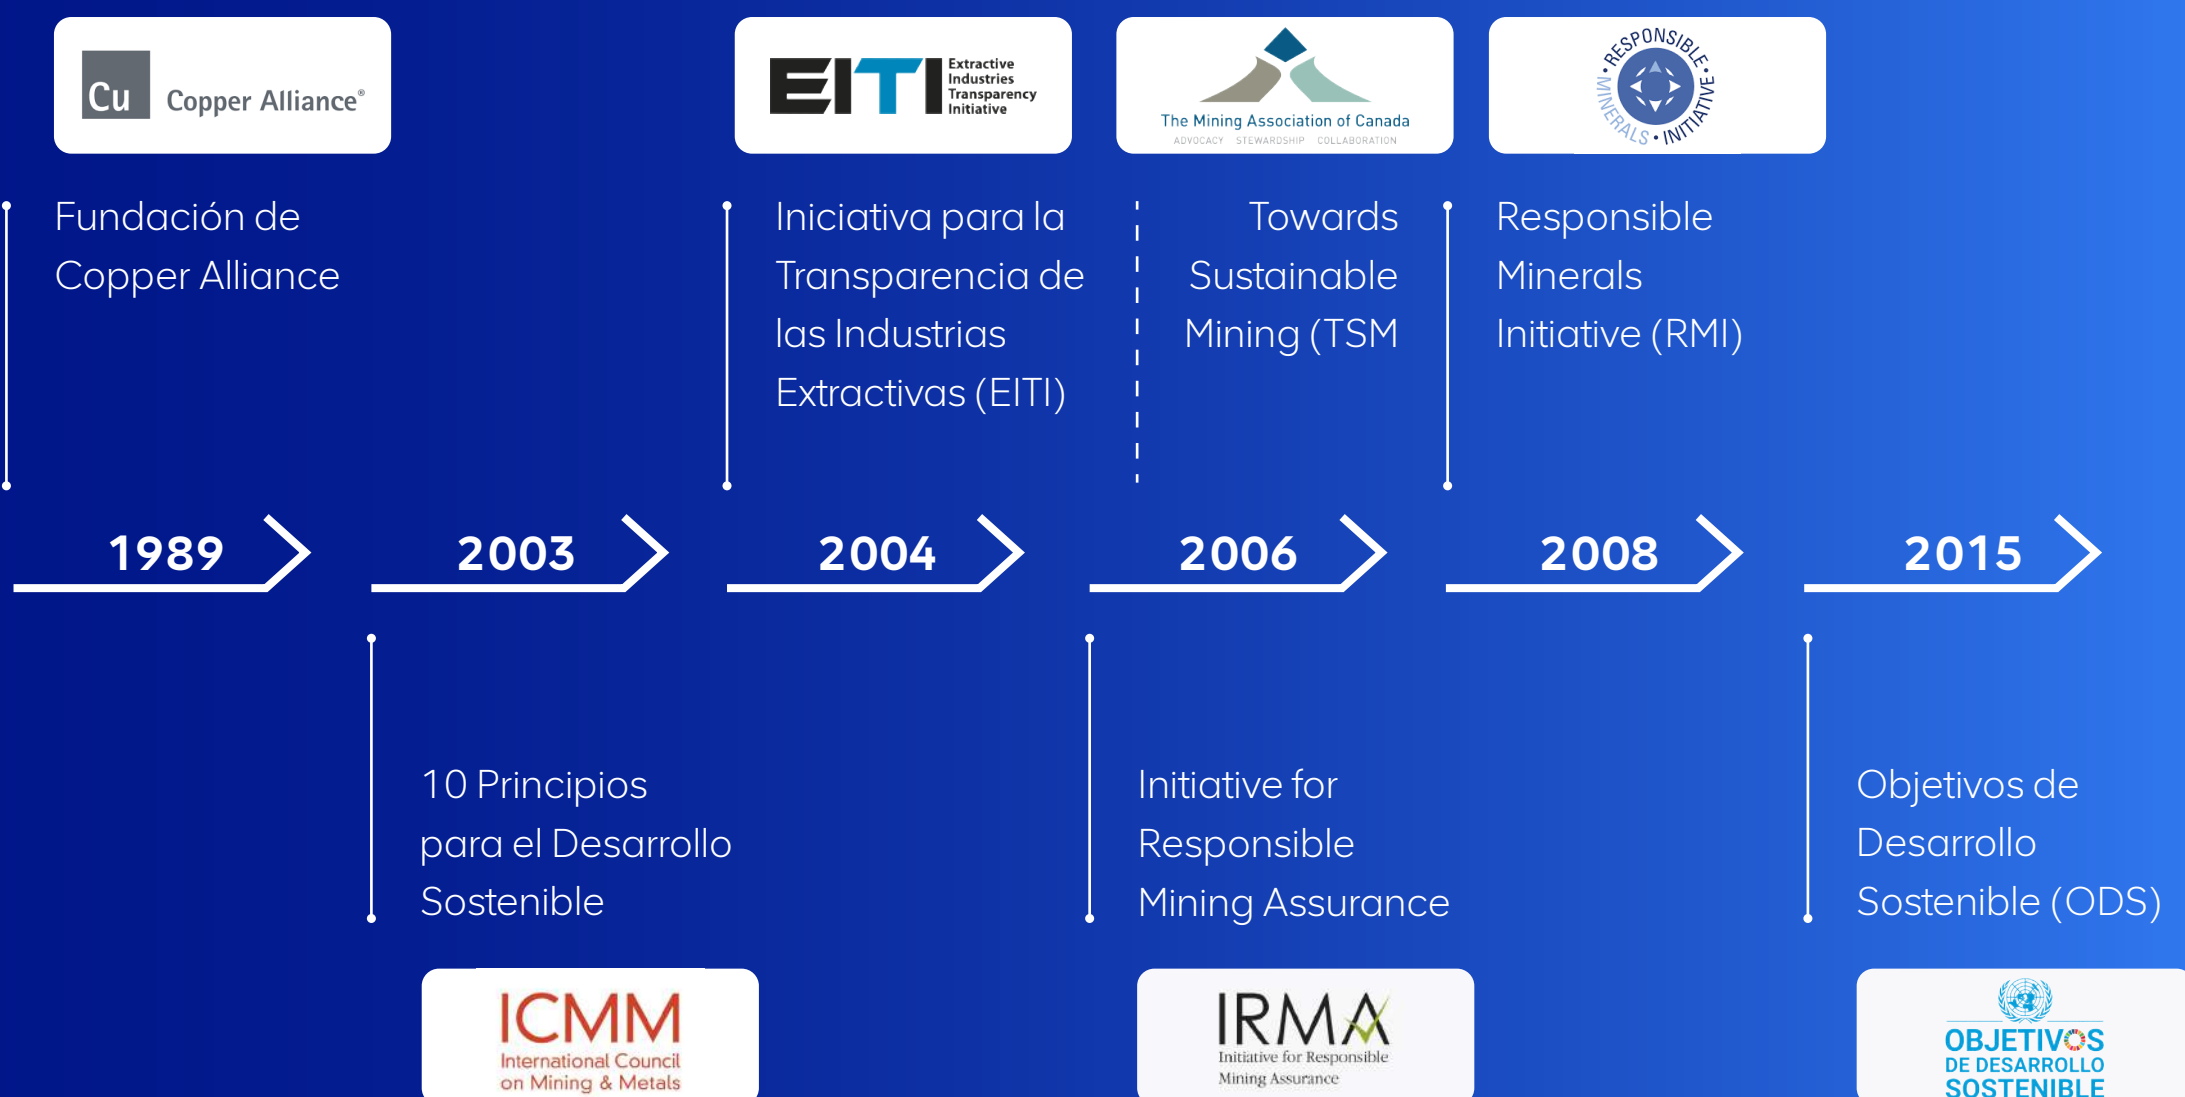 Cu
Copper Alliance®
EITI
Extractive
Industries
Transparency
Initiative
The Mining Association of Canada
ADVOCACY STEWARDSHIP COLLABORATION
RESPONSIBLE • MINERALS • INITIATIVE •
Fundación de
Copper Alliance
Iniciativa para la
Transparencia de
las Industrias
Extractivas (EITI)
Towards
Sustainable
Mining (TSM
Responsible
Minerals
Initiative (RMI)
1989
2003
2004
2006
2008
2015
10 Principios
para el Desarrollo
Sostenible
Initiative for
Responsible
Mining Assurance
Objetivos de
Desarrollo
Sostenible (ODS)
ICMM
International Council
on Mining & Metals
IRMA
Initiative for Responsible
Mining Assurance
OBJETIVOS
DE DESARROLLO
SOSTENIBLE